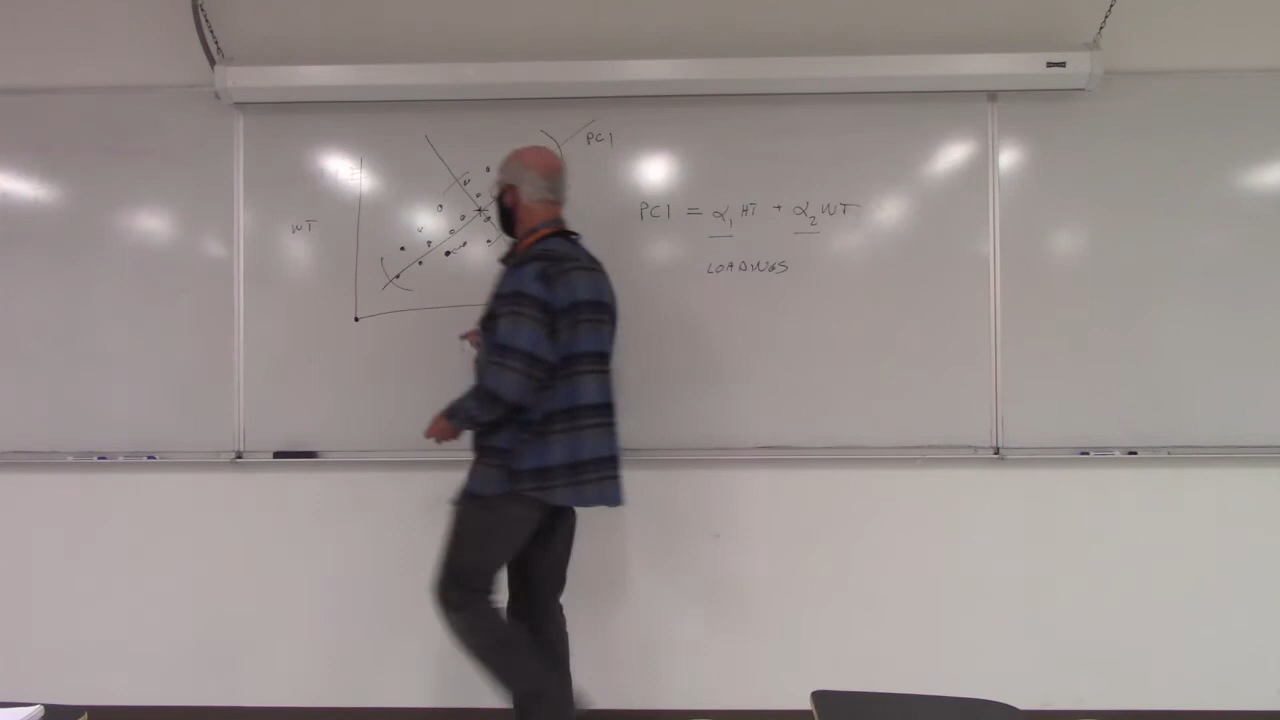 PC1
WT
PC1 = α₁ HT + α₂ WT
LOADINGS